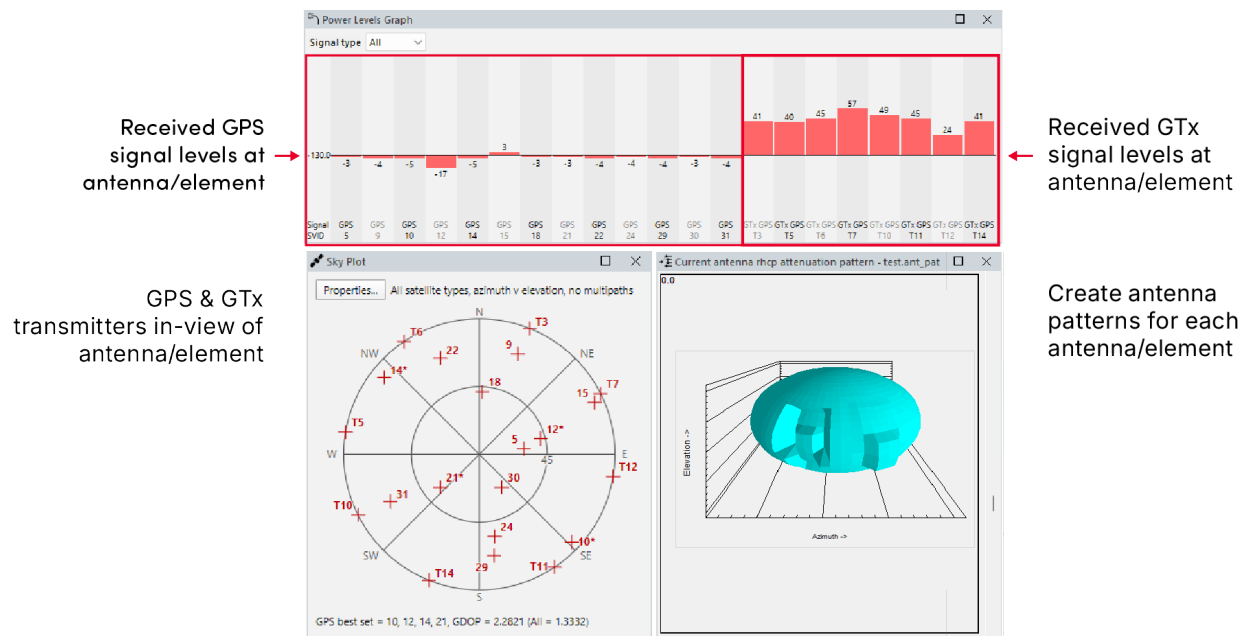 Power Levels Graph
Signal type All
Received GPS
signal levels at
antenna/element
-130.0
-3 -4 -5 -17 -5 3 -3 -3 -4 -4 -4 -3 -4
41 40 45 57 49 45 24 41
Signal GPS GPS GPS GPS GPS GPS GPS GPS GPS GPS GPS GPS GPS GTx GPS GTx GPS GTx GPS GTx GPS GTx GPS GTx GPS GTx GPS GTx GPS
SVID 5 9 10 12 14 15 18 21 22 24 29 30 31 T3 T5 T6 T7 T10 T11 T12 T14
Received GTx
signal levels at
antenna/element
GPS & GTx
transmitters in-view of
antenna/element
Sky Plot
Properties... All satellite types, azimuth v elevation, no multipaths
N
T6 T3
22 9
NW NE
14*
18
T7
15
T5
12*
5
W 45 E
T12
21* 30
31
T10
24
10*
SW SE
29 T11
T14
S
GPS best set = 10, 12, 14, 21, GDOP = 2.2821 (All = 1.3332)
Current antenna rhcp attenuation pattern - test.ant_pat
0.0
Elevation ->
Azimuth ->
Create antenna
patterns for each
antenna/element